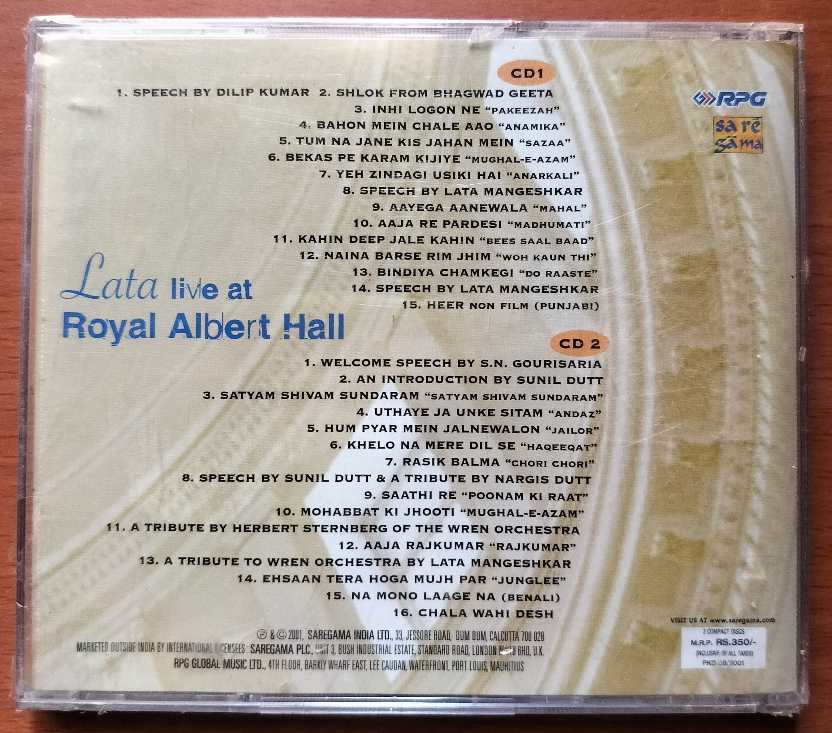 CD1
1. SPEECH BY DILIP KUMAR 2. SHLOK FROM BHAGWAD GEETA
3. INHI LOGON NE "PAKEEZAH"
4. BAHON MEIN CHALE AAO "ANAMIKA"
5. TUM NA JANE KIS JAHAN MEIN "SAZAA"
6. BEKAS PE KARAM KIJIYE "MUGHAL-E-AZAM"
7. YEH ZINDAGI USIKI HAI "ANARKALI"
8. SPEECH BY LATA MANGESHKAR
9. AAYEGA AANEWALA "MAHAL"
10. AAJA RE PARDESI "MADHUMATI"
11. KAHIN DEEP JALE KAHIN "BEES SAAL BAAD"
12. NAINA BARSE RIM JHIM "WOH KAUN THI"
13. BINDIYA CHAMKEGI "DO RAASTE"
14. SPEECH BY LATA MANGESHKAR
15. HEER NON FILM (PUNJABI)
RPG
sa re
gama
Lata live at
Royal Albert Hall
CD 2
1. WELCOME SPEECH BY S.N. GOURISARIA
2. AN INTRODUCTION BY SUNIL DUTT
3. SATYAM SHIVAM SUNDARAM "SATYAM SHIVAM SUNDARAM"
4. UTHAYE JA UNKE SITAM "ANDAZ"
5. HUM PYAR MEIN JALNEWALON "JAILOR"
6. KHELO NA MERE DIL SE "HAQEEQAT"
7. RASIK BALMA "CHORI CHORI"
8. SPEECH BY SUNIL DUTT & A TRIBUTE BY NARGIS DUTT
9. SAATHI RE "POONAM KI RAAT"
10. MOHABBAT KI JHOOTI "MUGHAL-E-AZAM"
11. A TRIBUTE BY HERBERT STERNBERG OF THE WREN ORCHESTRA
12. AAJA RAJKUMAR "RAJKUMAR"
13. A TRIBUTE TO WREN ORCHESTRA BY LATA MANGESHKAR
14. EHSAAN TERA HOGA MUJH PAR "JUNGLEE"
15. NA MONO LAAGE NA (BENALI)
16. CHALA WAHI DESH
℗ & © 2001, SAREGAMA INDIA LTD., 33, JESSORE ROAD, DUM DUM, CALCUTTA 700 028
MARKETED OUTSIDE INDIA BY INTERNATIONAL LICENSEES: SAREGAMA PLC., UNIT 3, BUSH INDUSTRIAL ESTATE, STANDARD ROAD, LONDON 6HU, U.K.
RPG GLOBAL MUSIC LTD., 4TH FLOOR, BARKLY WHARF EAST, LEE CAUDAN, WATERFRONT, PORT LOUIS, MAURITIUS
VISIT US AT www.saregama.com
2 COMPACT DISCS
M.R.P. RS.350/-
(INCLUSIVE OF ALL TAXES)